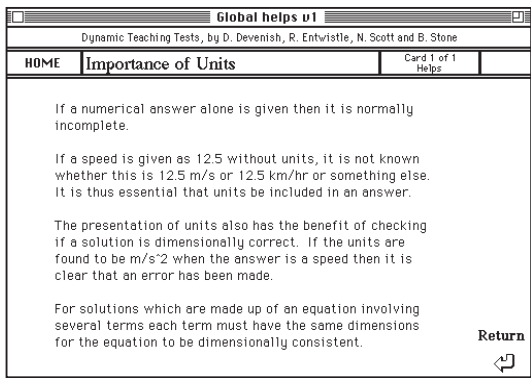 Global helps v1
Dynamic Teaching Tests, by D. Devenish, R. Entwistle, N. Scott and B. Stone
HOME
Importance of Units
Card 1 of 1
Helps
If a numerical answer alone is given then it is normally
incomplete.
If a speed is given as 12.5 without units, it is not known
whether this is 12.5 m/s or 12.5 km/hr or something else.
It is thus essential that units be included in an answer.
The presentation of units also has the benefit of checking
if a solution is dimensionally correct. If the units are
found to be m/s^2 when the answer is a speed then it is
clear that an error has been made.
For solutions which are made up of an equation involving
several terms each term must have the same dimensions
for the equation to be dimensionally consistent.
Return